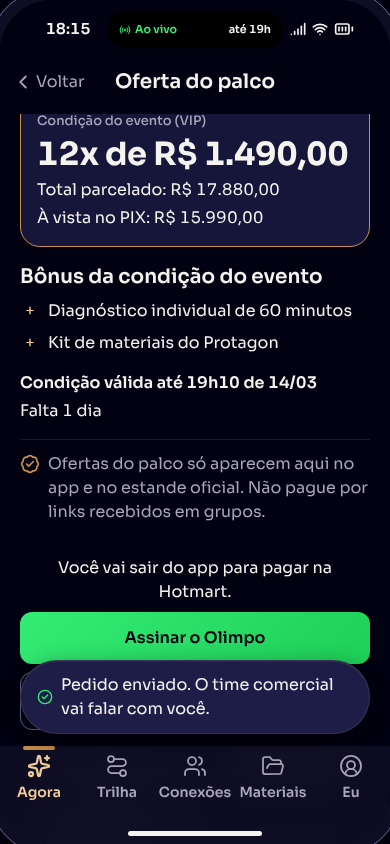 18:15
Ao vivo
até 19h
Voltar
Oferta do palco
Condição do evento (VIP)
12x de R$ 1.490,00
Total parcelado: R$ 17.880,00
À vista no PIX: R$ 15.990,00
Bônus da condição do evento
+ Diagnóstico individual de 60 minutos
+ Kit de materiais do Protagon
Condição válida até 19h10 de 14/03
Falta 1 dia
Ofertas do palco só aparecem aqui no
app e no estande oficial. Não pague por
links recebidos em grupos.
Você vai sair do app para pagar na
Hotmart.
Assinar o Olimpo
Pedido enviado. O time comercial
vai falar com você.
Agora
Trilha
Conexões
Materiais
Eu